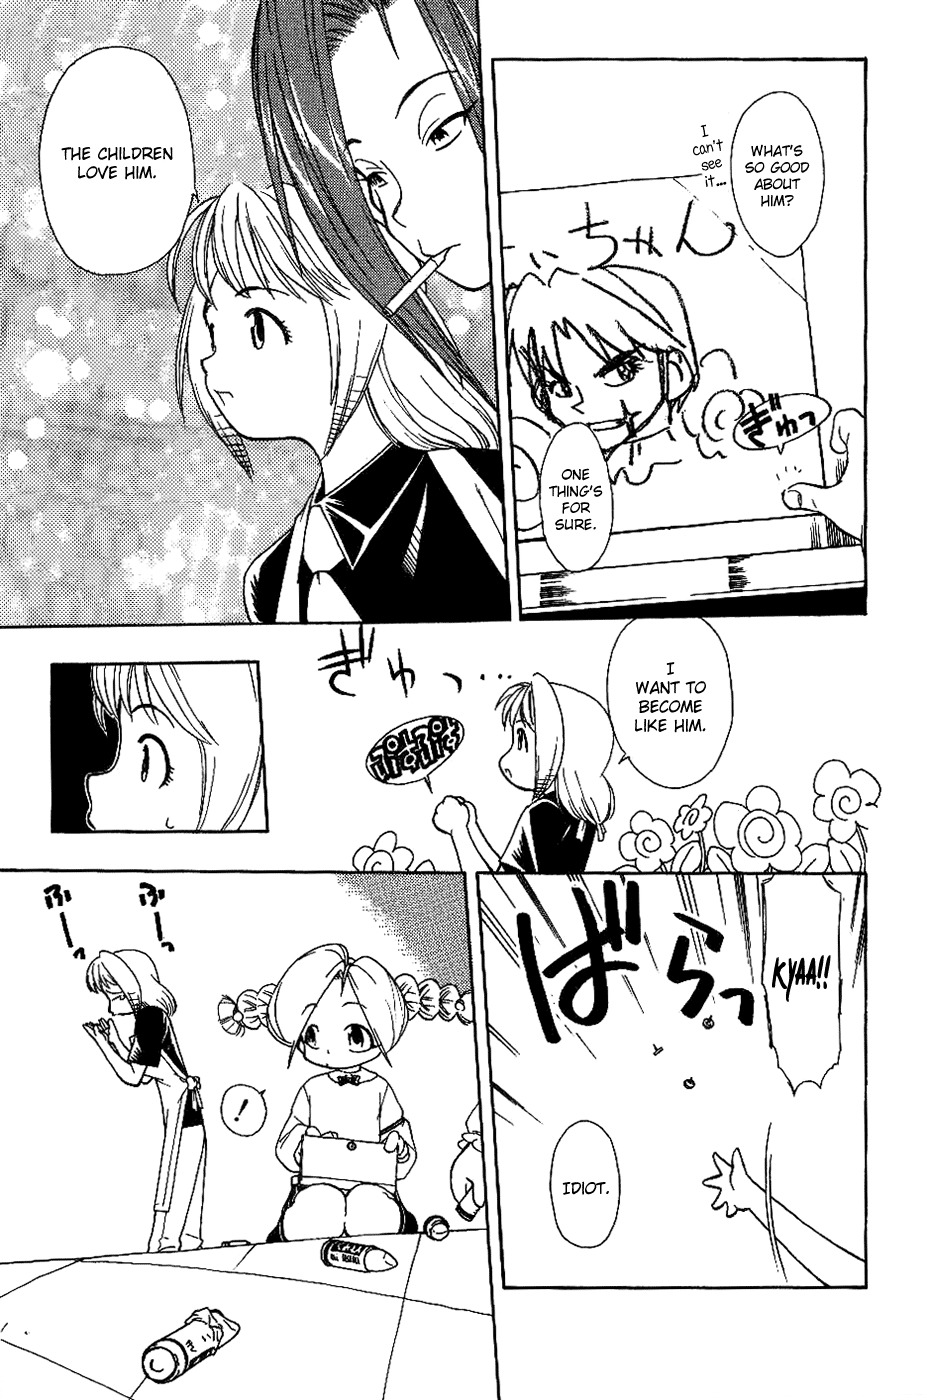 WHAT'S
SO GOOD
ABOUT
HIM?
I
can't
see
it...
いちゃん
ぎゅっ
ONE
THING'S
FOR
SURE.
THE CHILDREN
LOVE HIM.
I
WANT TO
BECOME
LIKE HIM.
ぎゅっ...
KYAA!!
ばらっ
IDIOT.
ふーっ
ふーっ
!